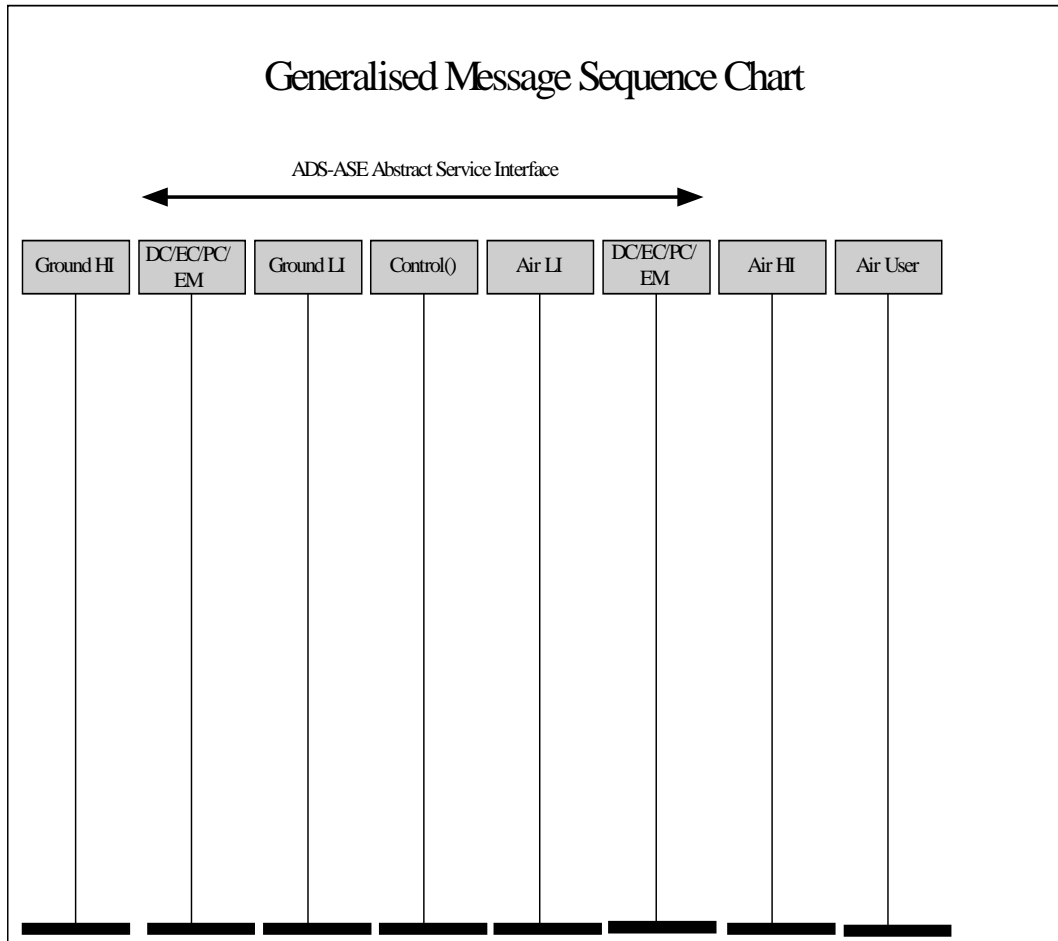 Generalised Message Sequence Chart
ADS-ASE Abstract Service Interface
Ground HI
DC/EC/PC/
EM
Ground LI
Control()
Air LI
DC/EC/PC/
EM
Air HI
Air User